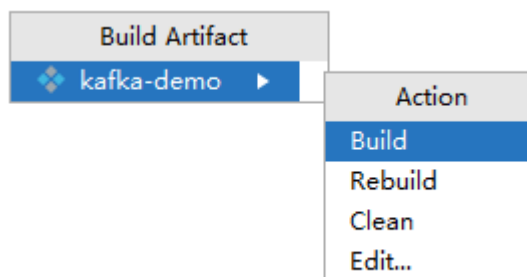 Build Artifact
kafka-demo
Action
Build
Rebuild
Clean
Edit...